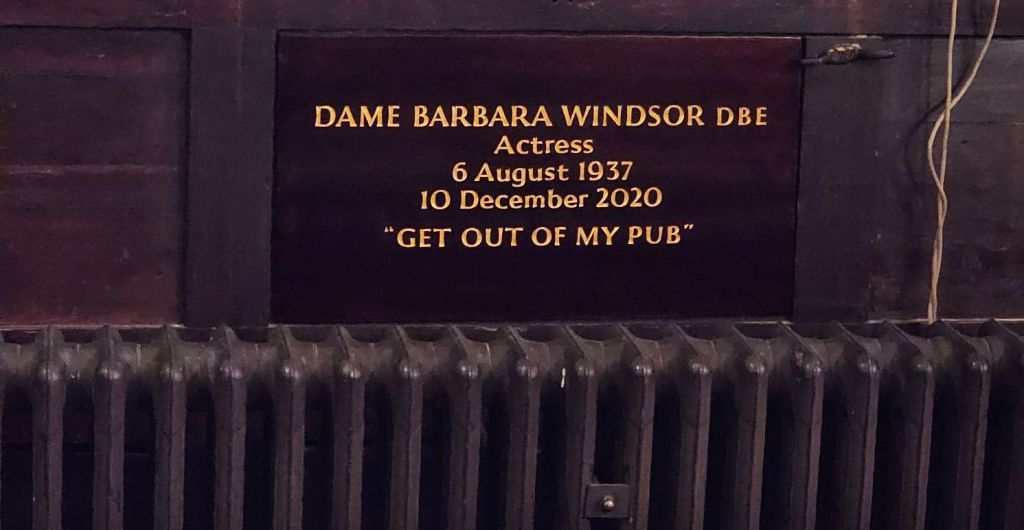 DAME BARBARA WINDSOR DBE
Actress
6 August 1937
10 December 2020
“GET OUT OF MY PUB”